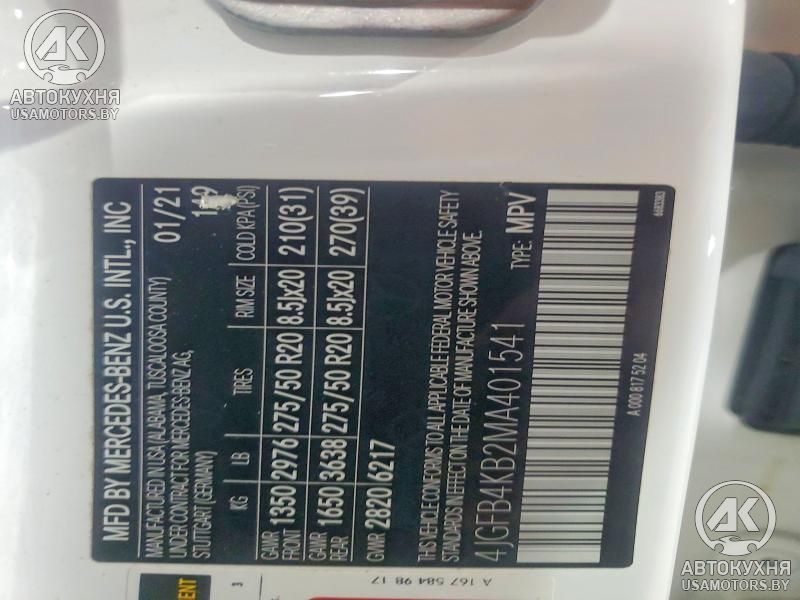 MFD BY MERCEDES-BENZ U.S. INTL., INC
MANUFACTURED IN USA (ALABAMA, TUSCALOOSA COUNTY) 01/21
UNDER CONTRACT FOR MERCEDES-BENZ AG,
STUTTGART (GERMANY) 149
KG LB TIRES RIM SIZE COLD KPA (PSI)
GAWR FRONT 1350 2976 275/50 R20 8.5Jx20 210(31)
GAWR REAR 1650 3638 275/50 R20 8.5Jx20 270(39)
GVWR 2820 6217
THIS VEHICLE CONFORMS TO ALL APPLICABLE FEDERAL MOTOR VEHICLE SAFETY
STANDARDS IN EFFECT ON THE DATE OF MANUFACTURE SHOWN ABOVE.
4JGFB4KB2MA401541 TYPE: MPV
A 000 817 52 04
A 167 584 98 17
3
AK
АВТОКУХНЯ
USAMOTORS.BY
AK
АВТОКУХНЯ
USAMOTORS.BY